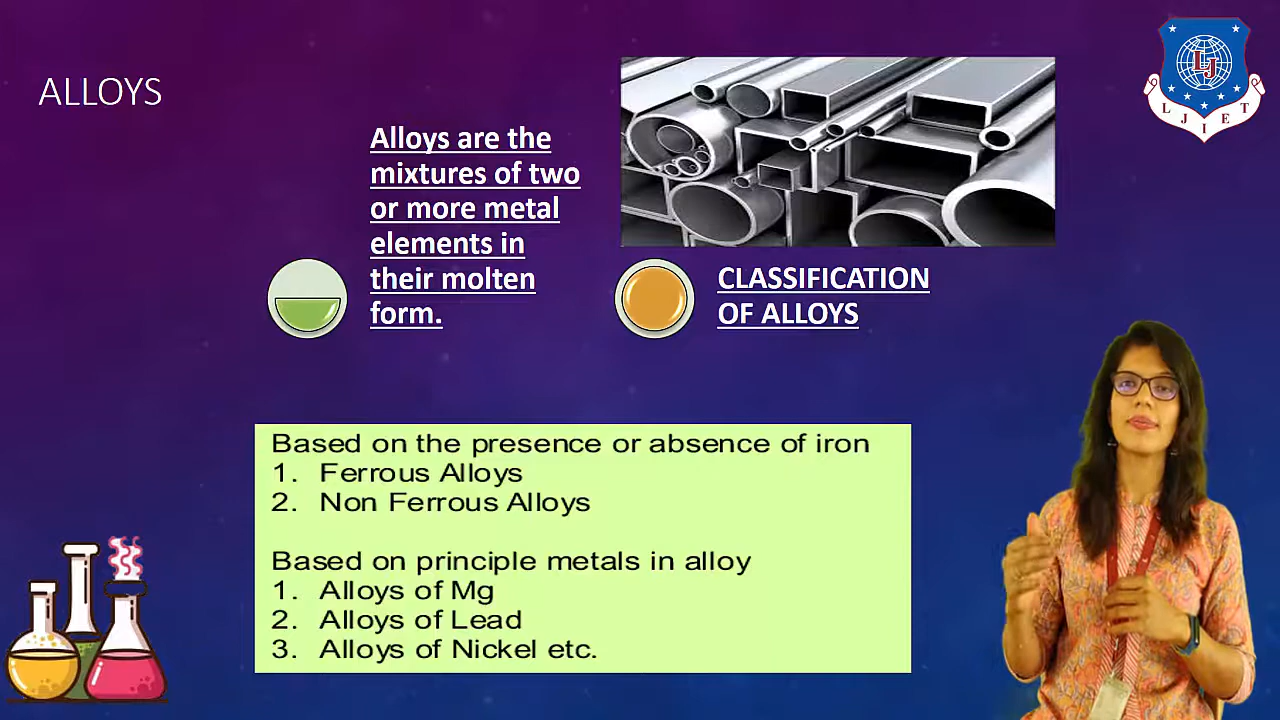 ALLOYS
Alloys are the
mixtures of two
or more metal
elements in
their molten
form.
CLASSIFICATION
OF ALLOYS
Based on the presence or absence of iron
1. Ferrous Alloys
2. Non Ferrous Alloys
Based on principle metals in alloy
1. Alloys of Mg
2. Alloys of Lead
3. Alloys of Nickel etc.
LJ
LJIET